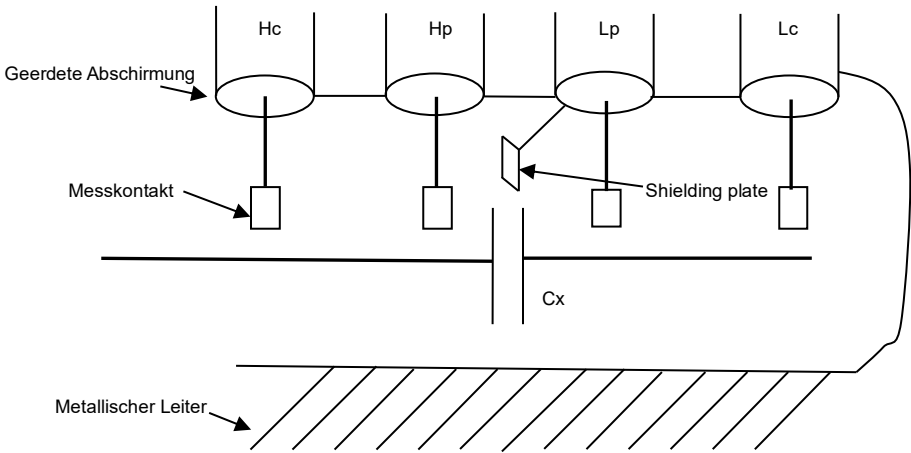 Hc
Hp
Lp
Lc
Geerdete Abschirmung
Messkontakt
Shielding plate
Cx
Metallischer Leiter